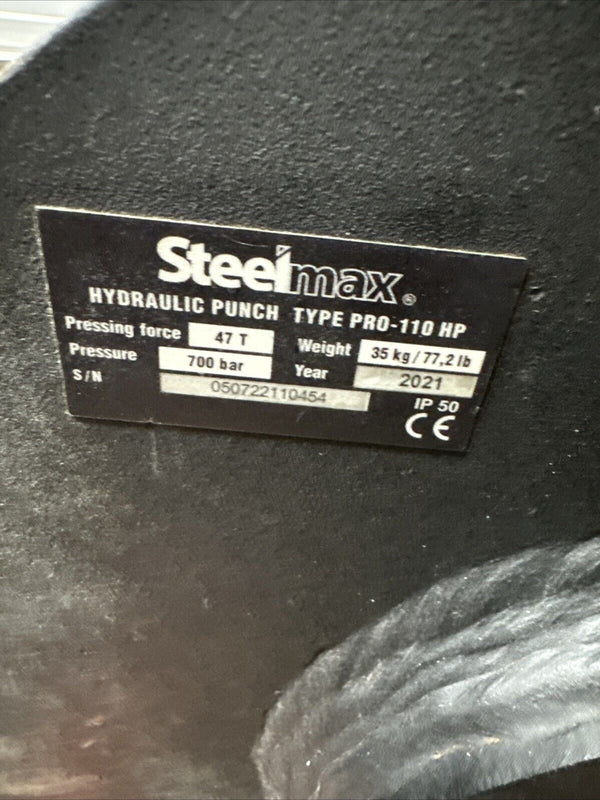 Steelmax®
HYDRAULIC PUNCH TYPE PRO-110 HP
Pressing force 47 T Weight 35 kg / 77,2 lb
Pressure 700 bar Year 2021
S/N 050722110454 IP 50
CE